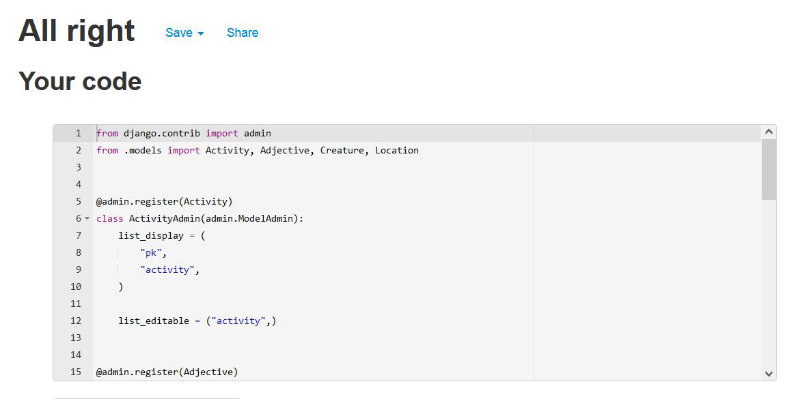 All right Save Share
Your code
1 from django.contrib import admin
2 from .models import Activity, Adjective, Creature, Location
3
4
5 @admin.register(Activity)
6 class ActivityAdmin(admin.ModelAdmin):
7 list_display = (
8 "pk",
9 "activity",
10 )
11
12 list_editable = ("activity",)
13
14
15 @admin.register(Adjective)